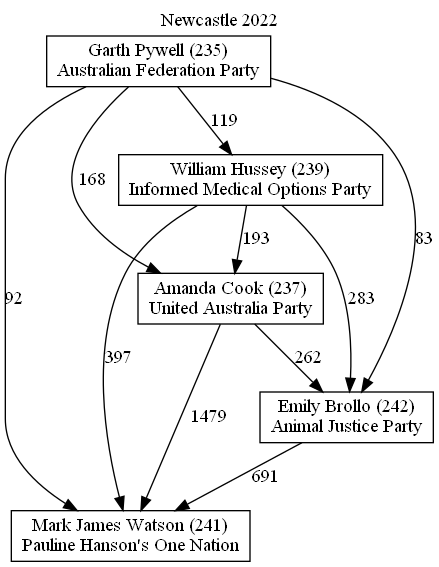 Newcastle 2022
Garth Pywell (235)
Australian Federation Party
119
168
William Hussey (239)
Informed Medical Options Party
83
193
92
Amanda Cook (237)
United Australia Party
283
397
262
1479
Emily Brollo (242)
Animal Justice Party
691
Mark James Watson (241)
Pauline Hanson's One Nation